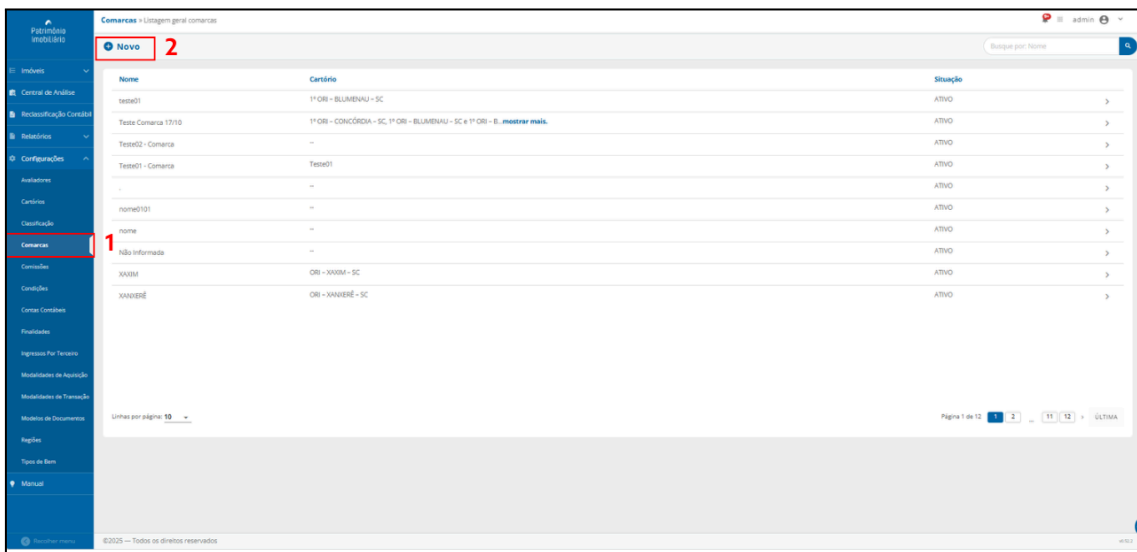 Patrimônio
Imobiliário
Comarcas » Listagem geral comarcas
admin
Novo 2
Busque por: Nome
Imóveis
Central de Análise
Reclassificação Contábil
Relatórios
Configurações
Avaliadores
Cartórios
Classificação
Comarcas 1
Comissões
Condições
Contas Contábeis
Finalidades
Ingressos Por Terceiro
Modalidades de Aquisição
Modalidades de Transação
Modelos de Documentos
Regiões
Tipos de Bem
Manual
Recolher menu
Nome Cartório Situação
teste01 1º ORI – BLUMENAU – SC ATIVO
Teste Comarca 17/10 1º ORI – CONCÓRDIA – SC, 1º ORI – BLUMENAU – SC e 1º ORI – B...mostrar mais. ATIVO
Teste02 - Comarca -- ATIVO
Teste01 - Comarca Teste01 ATIVO
. -- ATIVO
nome0101 -- ATIVO
nome -- ATIVO
Não Informada -- ATIVO
XAXIM ORI – XAXIM – SC ATIVO
XANXERÊ ORI – XANXERÊ – SC ATIVO
Linhas por página: 10 Página 1 de 12 1 2 ... 11 12 » ÚLTIMA
©2025 — Todos os direitos reservados